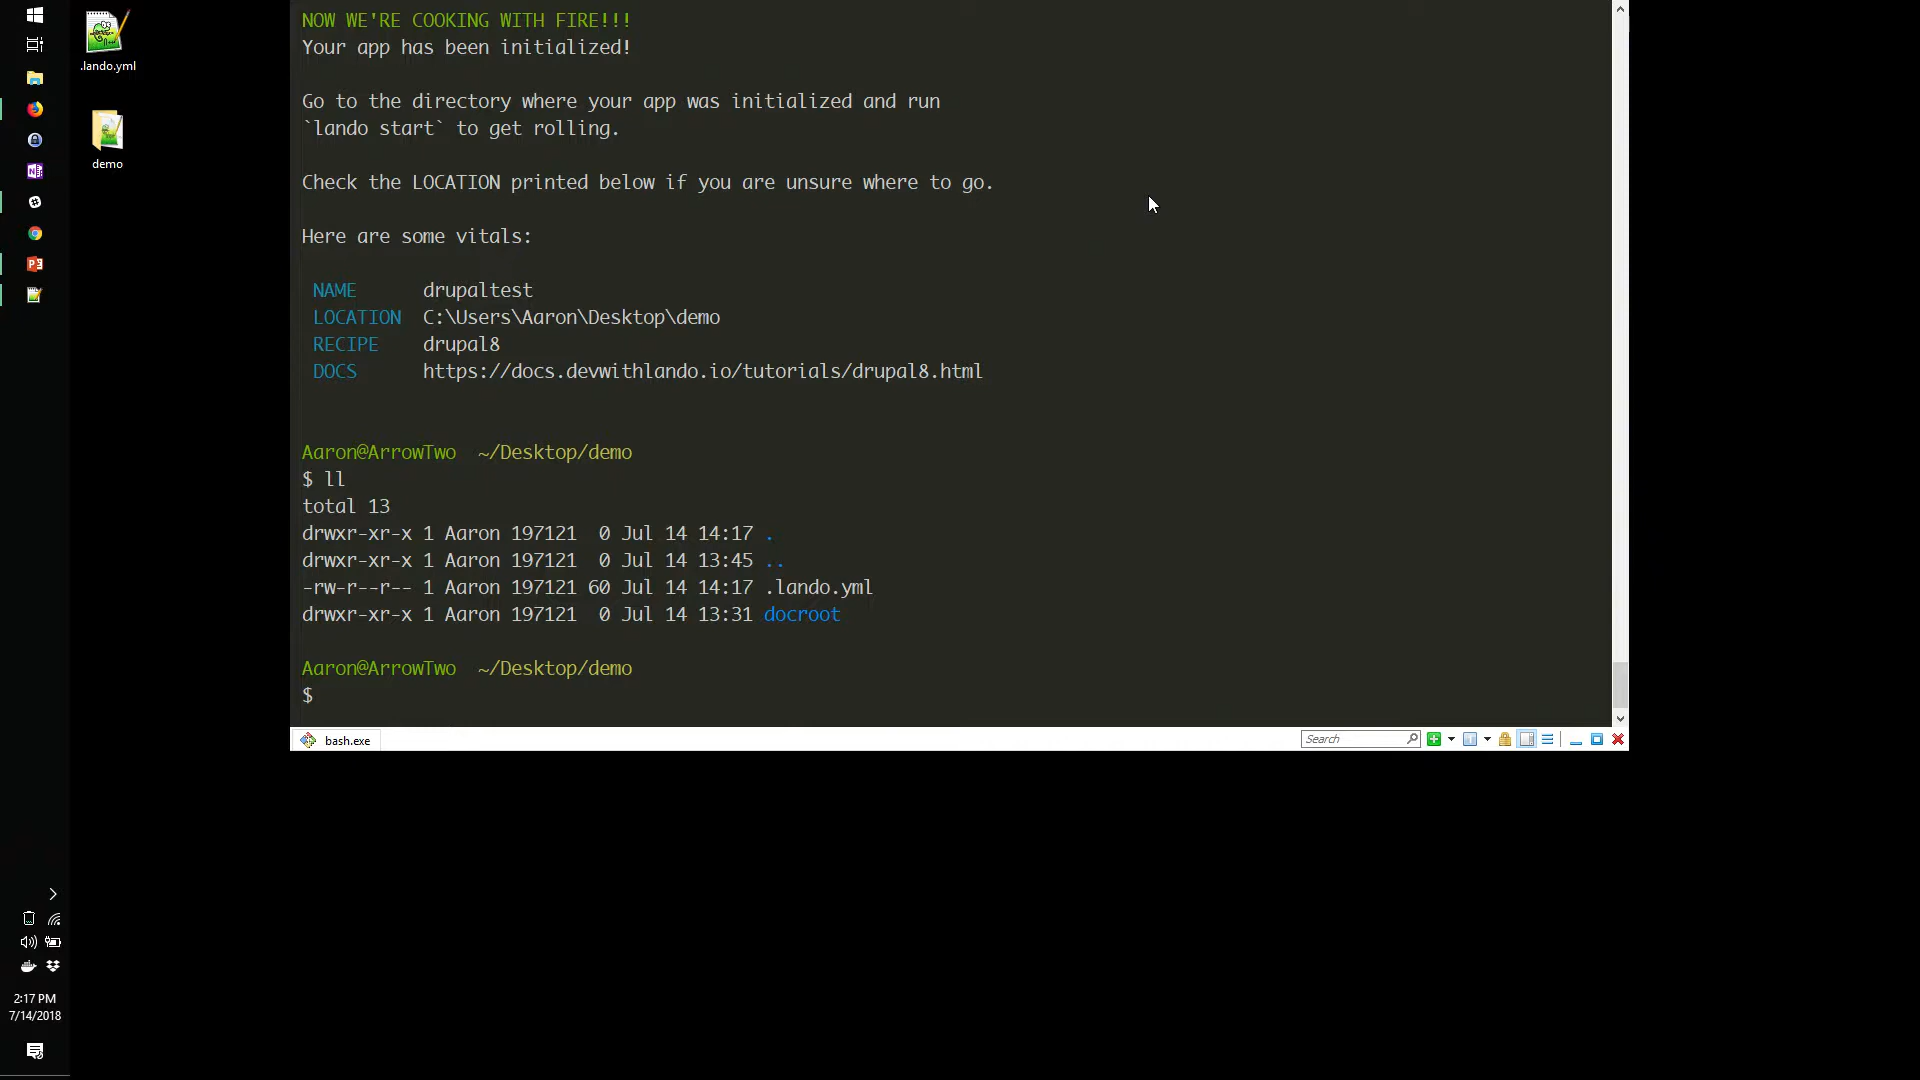 .lando.yml
demo
NOW WE'RE COOKING WITH FIRE!!!
Your app has been initialized!
Go to the directory where your app was initialized and run
`lando start` to get rolling.
Check the LOCATION printed below if you are unsure where to go.
Here are some vitals:
NAME drupaltest
LOCATION C:\Users\Aaron\Desktop\demo
RECIPE drupal8
DOCS https://docs.devwithlando.io/tutorials/drupal8.html
Aaron@ArrowTwo ~/Desktop/demo
$ ll
total 13
drwxr-xr-x 1 Aaron 197121 0 Jul 14 14:17 .
drwxr-xr-x 1 Aaron 197121 0 Jul 14 13:45 ..
-rw-r--r-- 1 Aaron 197121 60 Jul 14 14:17 .lando.yml
drwxr-xr-x 1 Aaron 197121 0 Jul 14 13:31 docroot
Aaron@ArrowTwo ~/Desktop/demo
$
bash.exe
Search
2:17 PM
7/14/2018